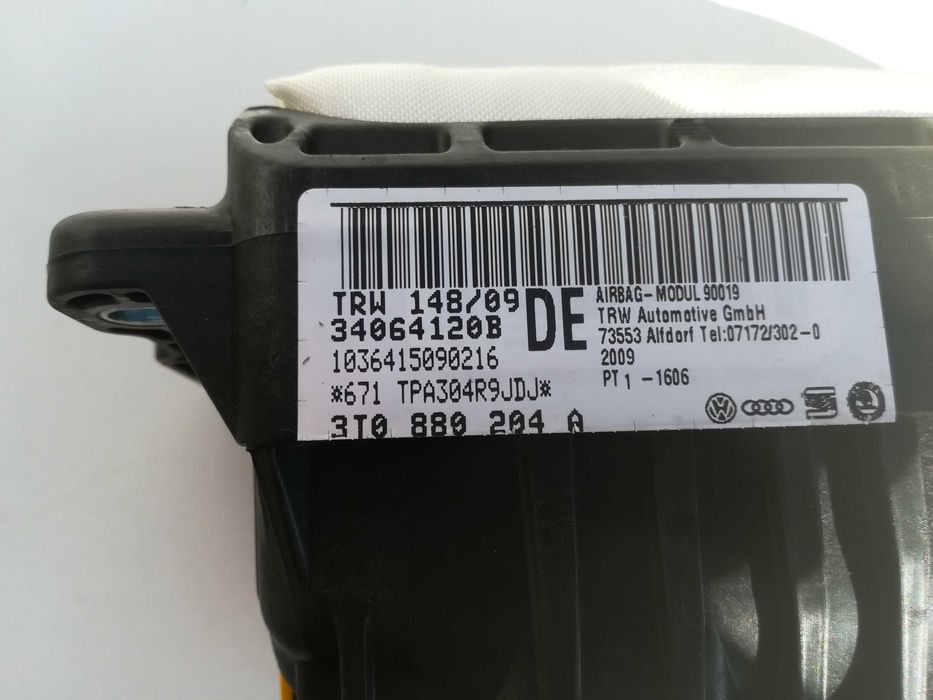 TRW 148/09
34064120B
DE
1036415090216
*671 TPA304R9JDJ*
3T0 880 204 A
AIRBAG-MODUL 90019
TRW Automotive GmbH
73553 Alfdorf Tel:07172/302-0
2009
PT1 -1606